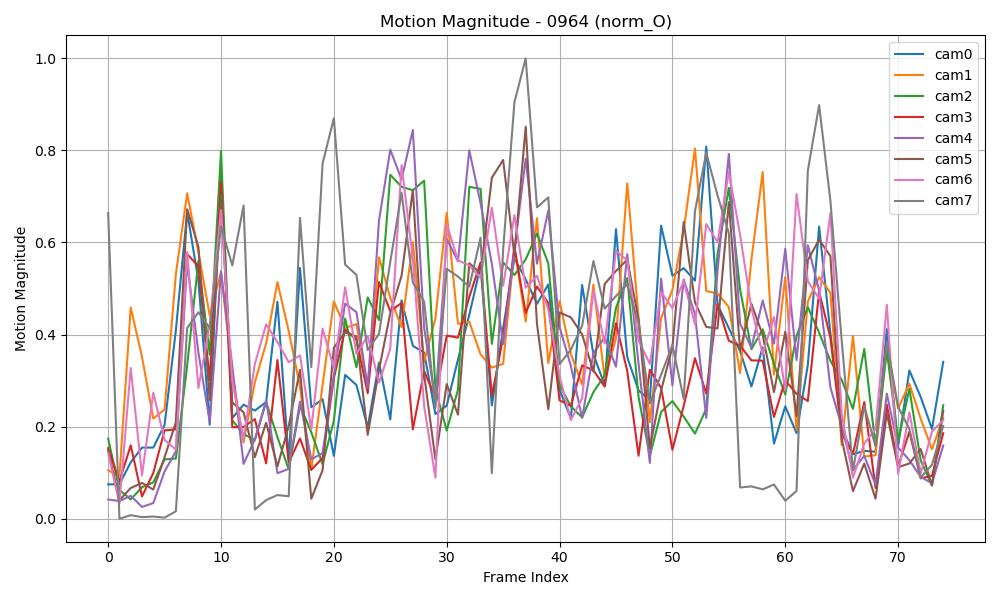 Motion Magnitude - 0964 (norm_O)
1.0
0.8
0.6
0.4
0.2
0.0
Motion Magnitude
0 10 20 30 40 50 60 70
Frame Index
cam0
cam1
cam2
cam3
cam4
cam5
cam6
cam7